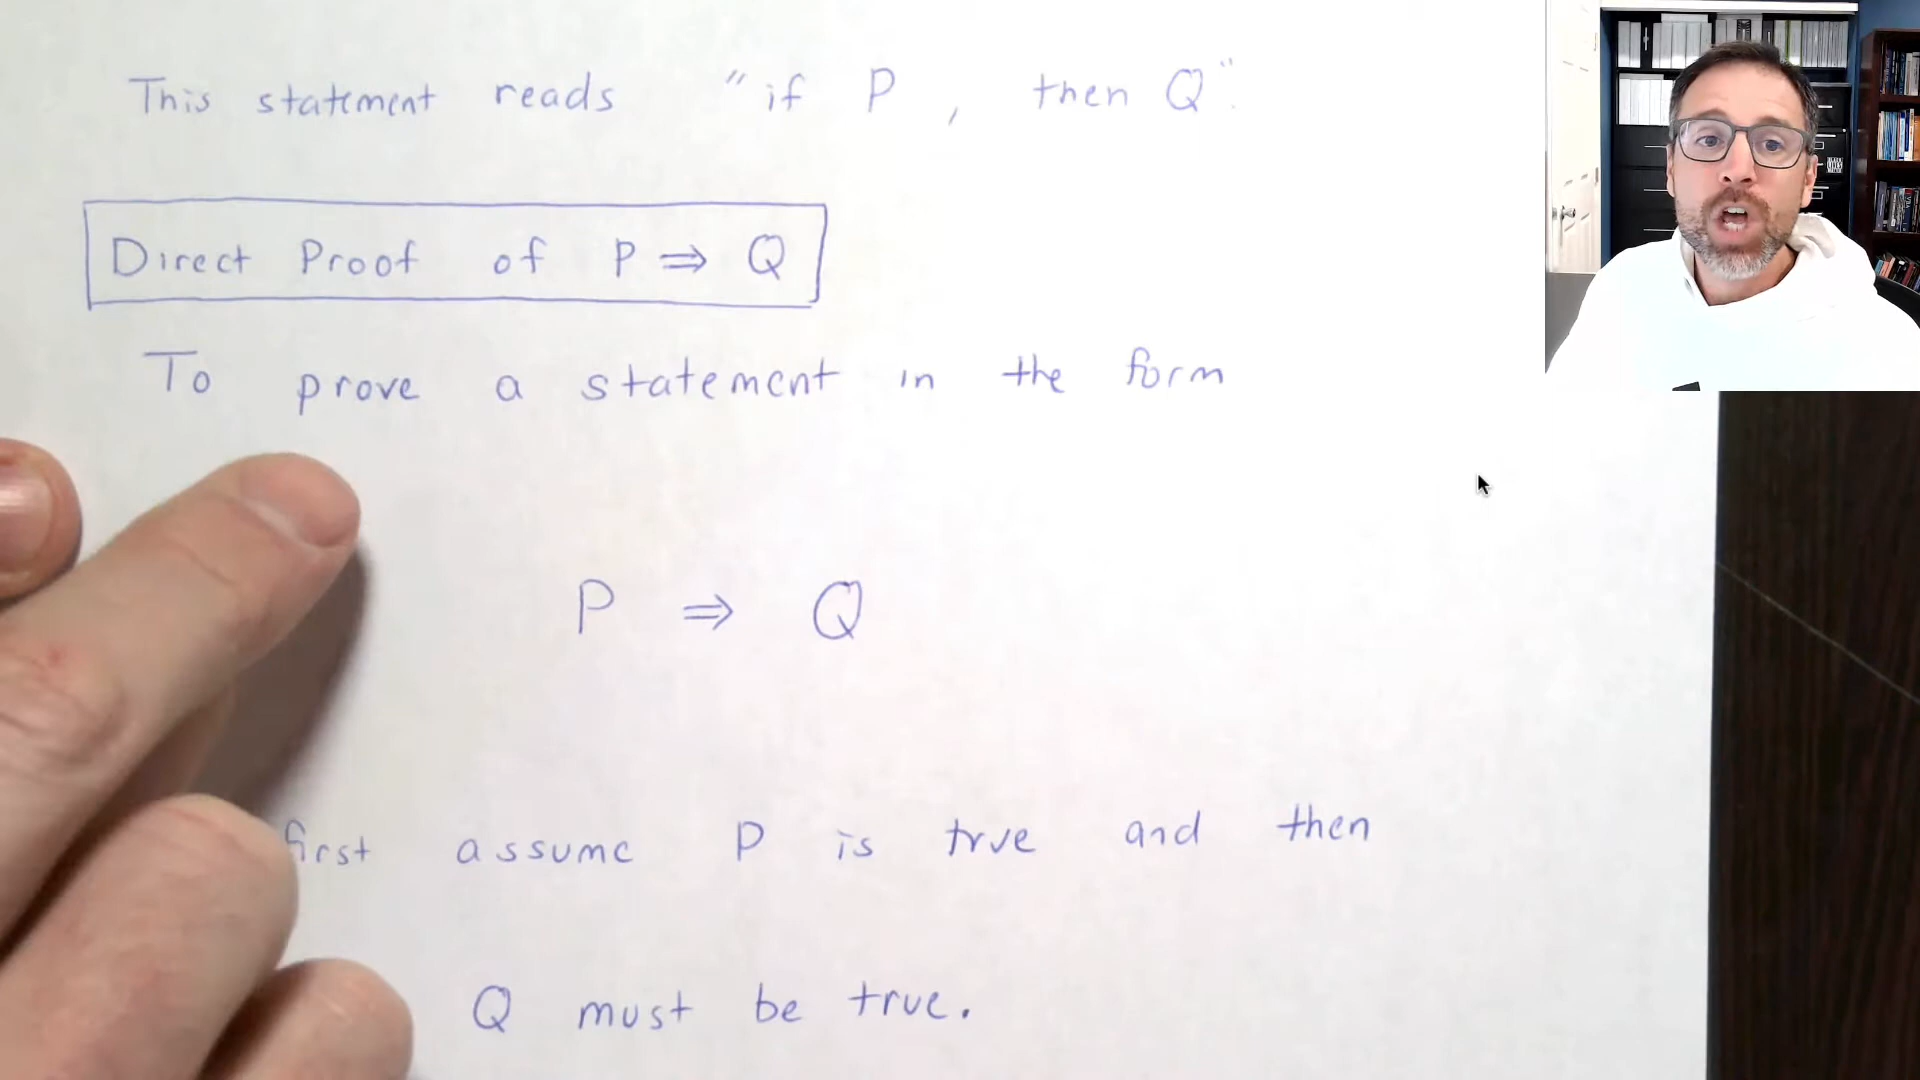 This statement reads "if P, then Q".
Direct Proof of P ⇒ Q
To prove a statement in the form
P ⇒ Q
first assume P is true and then
Q must be true.